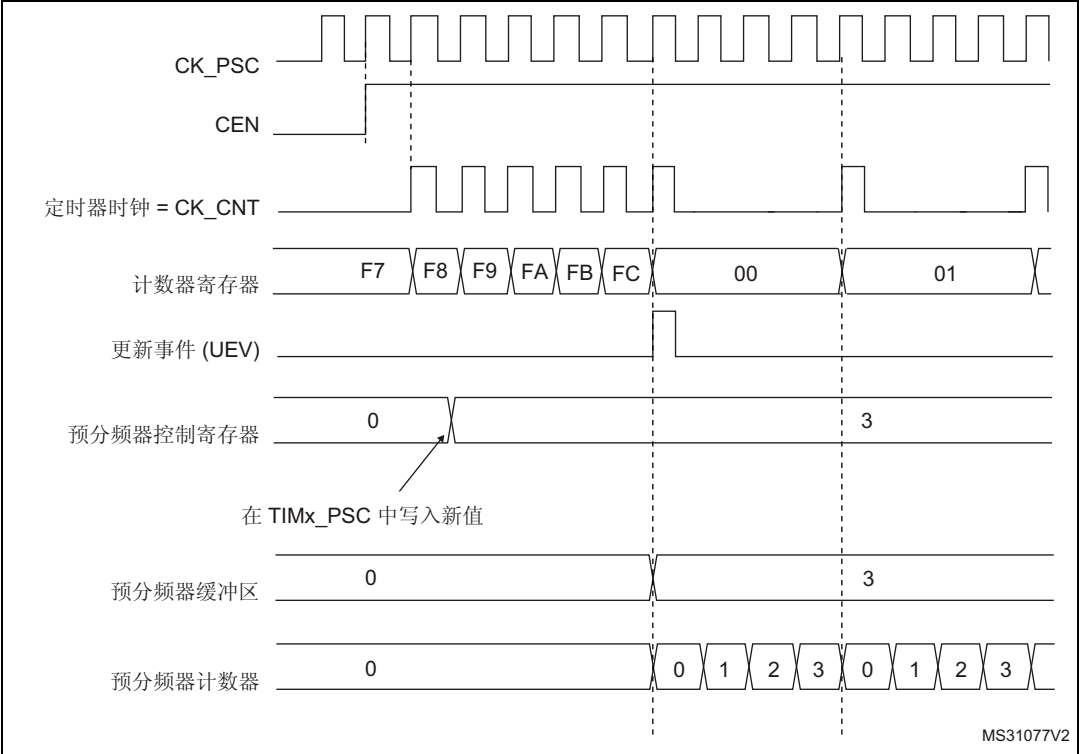 CK_PSC
CEN
定时器时钟 = CK_CNT
计数器寄存器 F7 F8 F9 FA FB FC 00 01
更新事件 (UEV)
预分频器控制寄存器 0 3
在 TIMx_PSC 中写入新值
预分频器缓冲区 0 3
预分频器计数器 0 0 1 2 3 0 1 2 3
MS31077V2